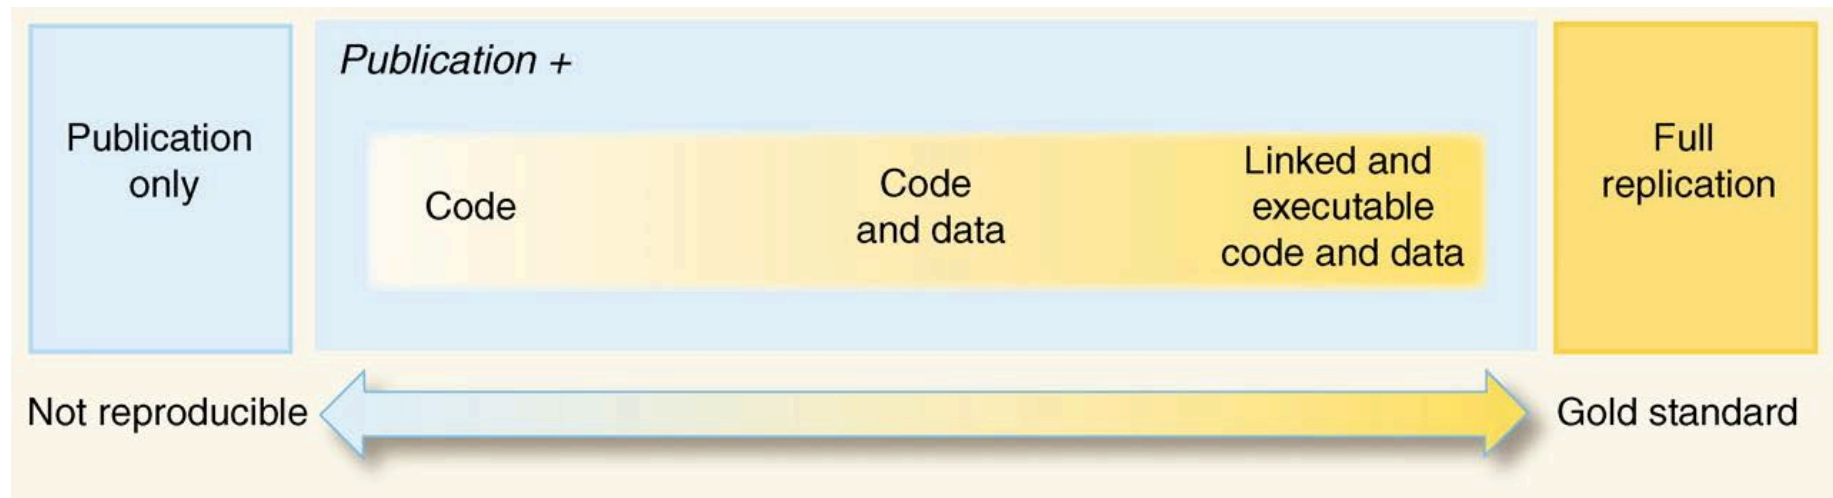 Publication
only
Publication +
Code
Code
and data
Linked and
executable
code and data
Full
replication
Not reproducible
Gold standard